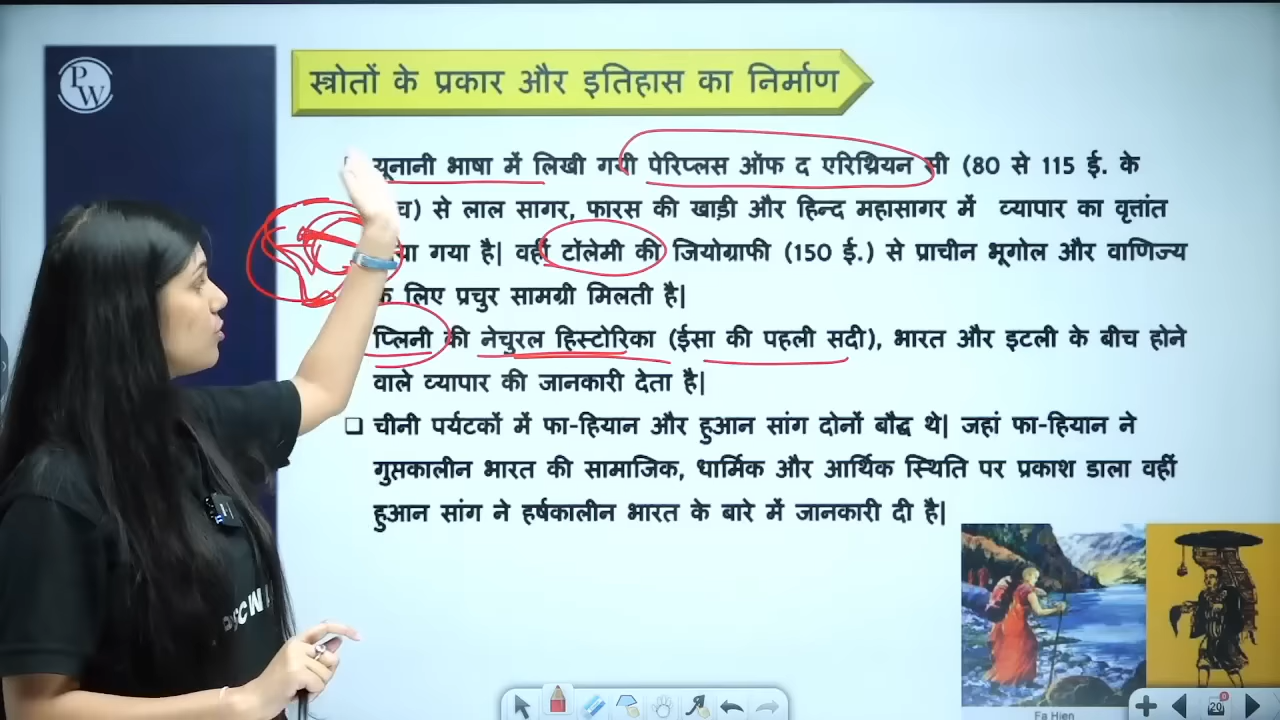 PW
स्त्रोतों के प्रकार और इतिहास का निर्माण
यूनानी भाषा में लिखी गयी पेरिप्लस ऑफ द एरिथ्रियन सी (80 से 115 ई. के
च) से लाल सागर, फारस की खाड़ी और हिन्द महासागर में व्यापार का वृत्तांत
या गया है| वहीं टॉलेमी की जियोग्राफी (150 ई.) से प्राचीन भूगोल और वाणिज्य
के लिए प्रचुर सामग्री मिलती है|
प्लिनी की नेचुरल हिस्टोरिका (ईसा की पहली सदी), भारत और इटली के बीच होने
वाले व्यापार की जानकारी देता है|
❑ चीनी पर्यटकों में फा-हियान और हुआन सांग दोनों बौद्ध थे| जहां फा-हियान ने
गुप्तकालीन भारत की सामाजिक, धार्मिक और आर्थिक स्थिति पर प्रकाश डाला वहीं
हुआन सांग ने हर्षकालीन भारत के बारे में जानकारी दी है|
Fa Hien
20